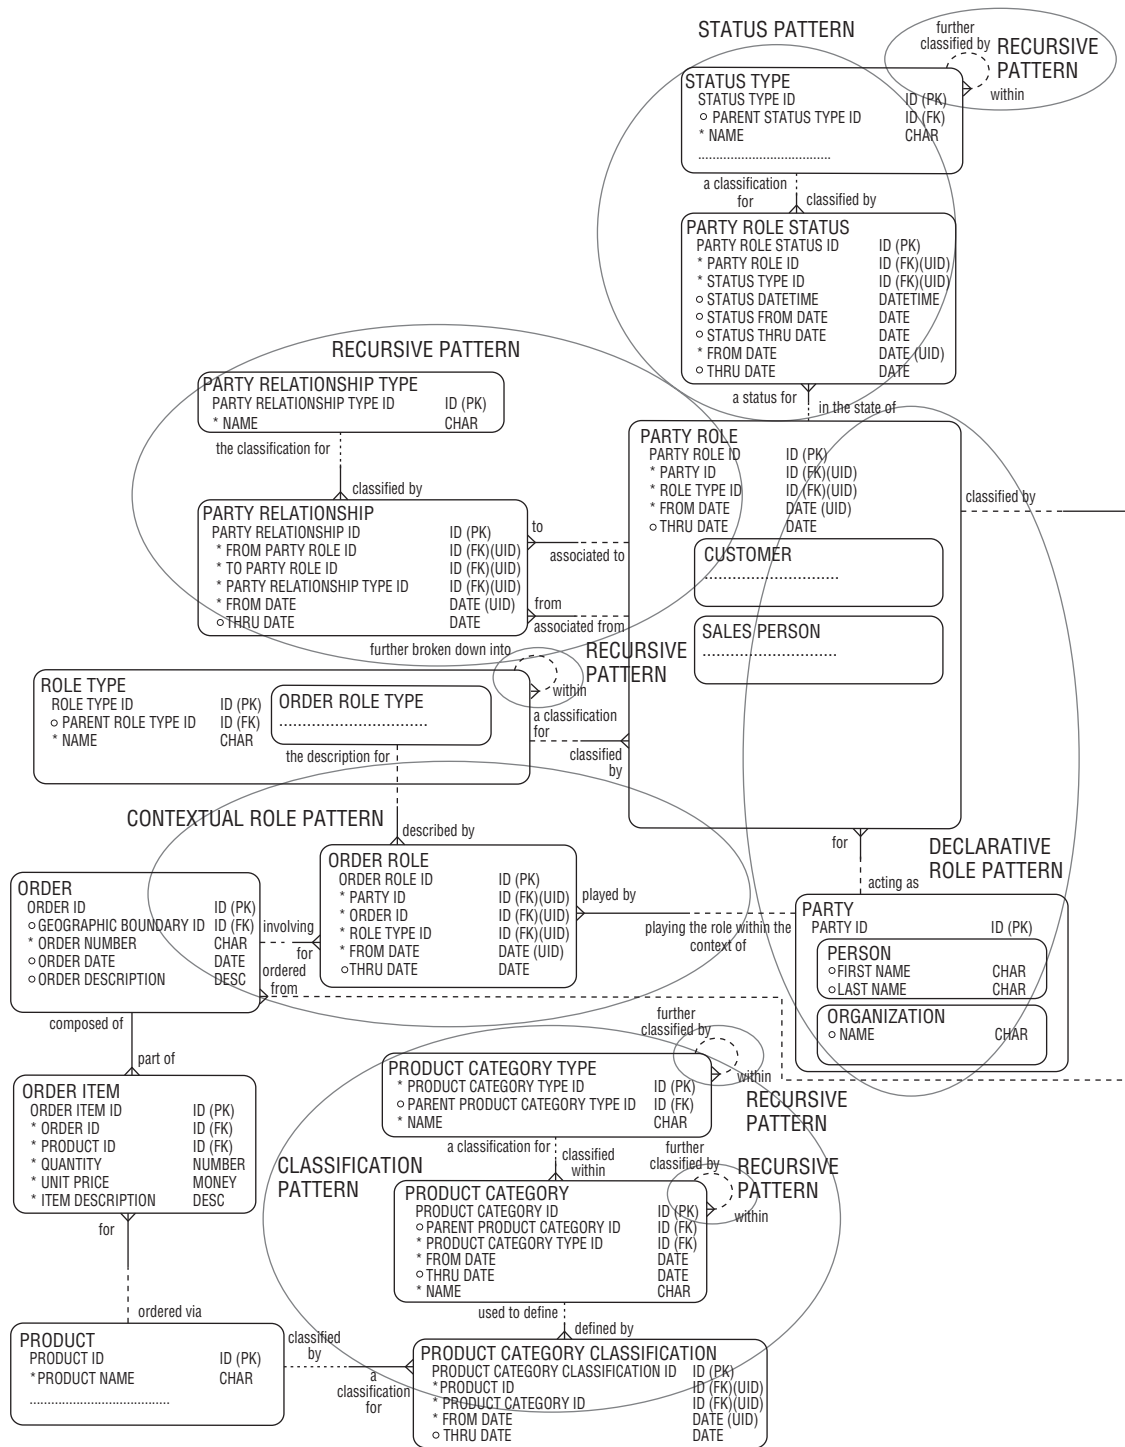 STATUS PATTERN
further
classified by
RECURSIVE
PATTERN
within
STATUS TYPE
STATUS TYPE ID ID (PK)
○ PARENT STATUS TYPE ID ID (FK)
* NAME CHAR
a classification
for
classified by
PARTY ROLE STATUS
PARTY ROLE STATUS ID ID (PK)
* PARTY ROLE ID ID (FK)(UID)
* STATUS TYPE ID ID (FK)(UID)
○ STATUS DATETIME DATETIME
○ STATUS FROM DATE DATE
○ STATUS THRU DATE DATE
* FROM DATE DATE (UID)
○ THRU DATE DATE
a status for
in the state of
RECURSIVE PATTERN
PARTY RELATIONSHIP TYPE
PARTY RELATIONSHIP TYPE ID ID (PK)
* NAME CHAR
the classification for
classified by
PARTY RELATIONSHIP
PARTY RELATIONSHIP ID ID (PK)
* FROM PARTY ROLE ID ID (FK)(UID)
* TO PARTY ROLE ID ID (FK)(UID)
* PARTY RELATIONSHIP TYPE ID ID (FK)(UID)
* FROM DATE DATE (UID)
○ THRU DATE DATE
to
associated to
from
associated from
PARTY ROLE
PARTY ROLE ID ID (PK)
* PARTY ID ID (FK)(UID)
* ROLE TYPE ID ID (FK)(UID)
* FROM DATE DATE (UID)
○ THRU DATE DATE
CUSTOMER
SALES PERSON
classified by
further broken down into
RECURSIVE
PATTERN
within
ROLE TYPE
ROLE TYPE ID ID (PK)
○ PARENT ROLE TYPE ID ID (FK)
* NAME CHAR
ORDER ROLE TYPE
a classification
for
classified
by
the description for
CONTEXTUAL ROLE PATTERN
described by
for
DECLARATIVE
ROLE PATTERN
acting as
ORDER
ORDER ID ID (PK)
○ GEOGRAPHIC BOUNDARY ID ID (FK)
* ORDER NUMBER CHAR
○ ORDER DATE DATE
○ ORDER DESCRIPTION DESC
involving
for
ordered
from
ORDER ROLE
ORDER ROLE ID ID (PK)
* PARTY ID ID (FK)(UID)
* ORDER ID ID (FK)(UID)
* ROLE TYPE ID ID (FK)(UID)
* FROM DATE DATE (UID)
○ THRU DATE DATE
played by
playing the role within the
context of
PARTY
PARTY ID ID (PK)
PERSON
○ FIRST NAME CHAR
○ LAST NAME CHAR
ORGANIZATION
○ NAME CHAR
composed of
part of
ORDER ITEM
ORDER ITEM ID ID (PK)
* ORDER ID ID (FK)
* PRODUCT ID ID (FK)
* QUANTITY NUMBER
* UNIT PRICE MONEY
* ITEM DESCRIPTION DESC
for
ordered via
further
classified by
within
RECURSIVE
PATTERN
PRODUCT CATEGORY TYPE
* PRODUCT CATEGORY TYPE ID ID (PK)
○ PARENT PRODUCT CATEGORY TYPE ID ID (FK)
* NAME CHAR
a classification for
classified
within
CLASSIFICATION
PATTERN
further
classified by
RECURSIVE
PATTERN
within
PRODUCT CATEGORY
PRODUCT CATEGORY ID ID (PK)
○ PARENT PRODUCT CATEGORY ID ID (FK)
* PRODUCT CATEGORY TYPE ID ID (FK)
* FROM DATE DATE
○ THRU DATE DATE
* NAME CHAR
used to define
defined by
PRODUCT
PRODUCT ID ID (PK)
*PRODUCT NAME CHAR
classified
by
a
classification
for
PRODUCT CATEGORY CLASSIFICATION
PRODUCT CATEGORY CLASSIFICATION ID ID (PK)
*PRODUCT ID ID (FK)(UID)
* PRODUCT CATEGORY ID ID (FK)(UID)
* FROM DATE DATE (UID)
○ THRU DATE DATE